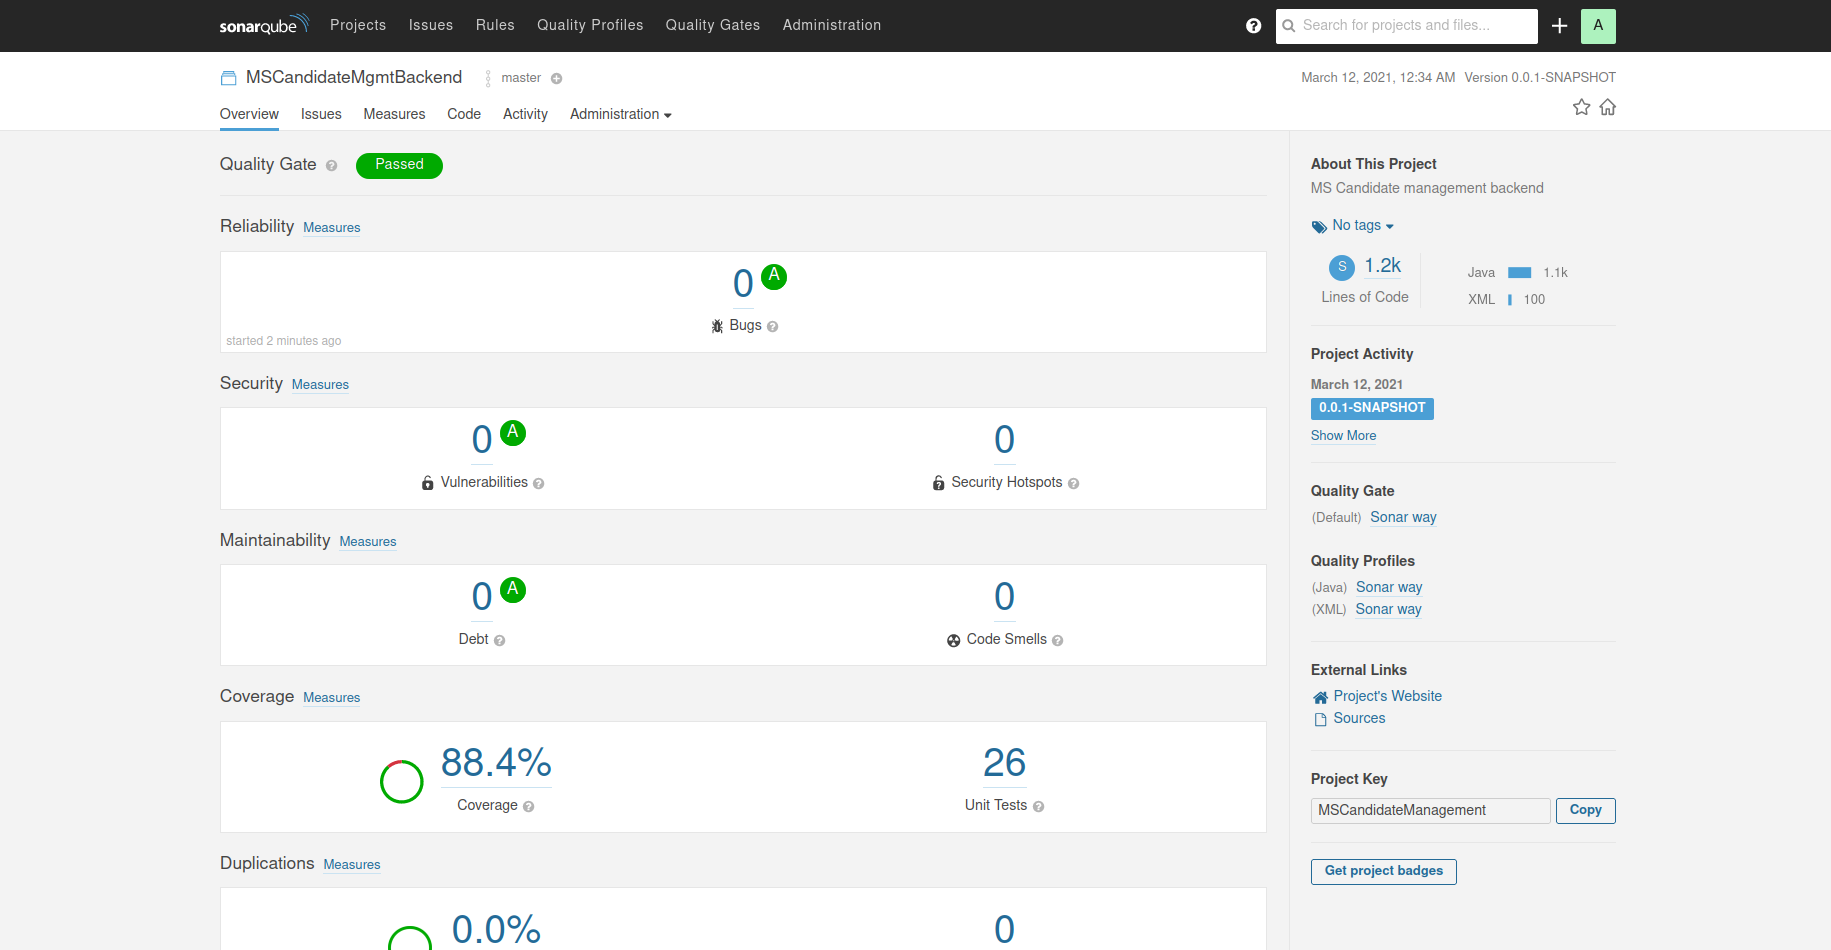 sonarqube Projects Issues Rules Quality Profiles Quality Gates Administration ? Search for projects and files... A
MSCandidateMgmtBackend master March 12, 2021, 12:34 AM Version 0.0.1-SNAPSHOT
Overview Issues Measures Code Activity Administration
Quality Gate ? Passed
Reliability Measures
0 A
Bugs ?
started 2 minutes ago
Security Measures
0 A 0
Vulnerabilities ? Security Hotspots ?
Maintainability Measures
0 A 0
Debt ? Code Smells ?
Coverage Measures
88.4% 26
Coverage ? Unit Tests ?
Duplications Measures
0.0% 0
About This Project
MS Candidate management backend
No tags
S 1.2k
Lines of Code
Java 1.1k
XML 100
Project Activity
March 12, 2021
0.0.1-SNAPSHOT
Show More
Quality Gate
(Default) Sonar way
Quality Profiles
(Java) Sonar way
(XML) Sonar way
External Links
Project's Website
Sources
Project Key
MSCandidateManagement Copy
Get project badges